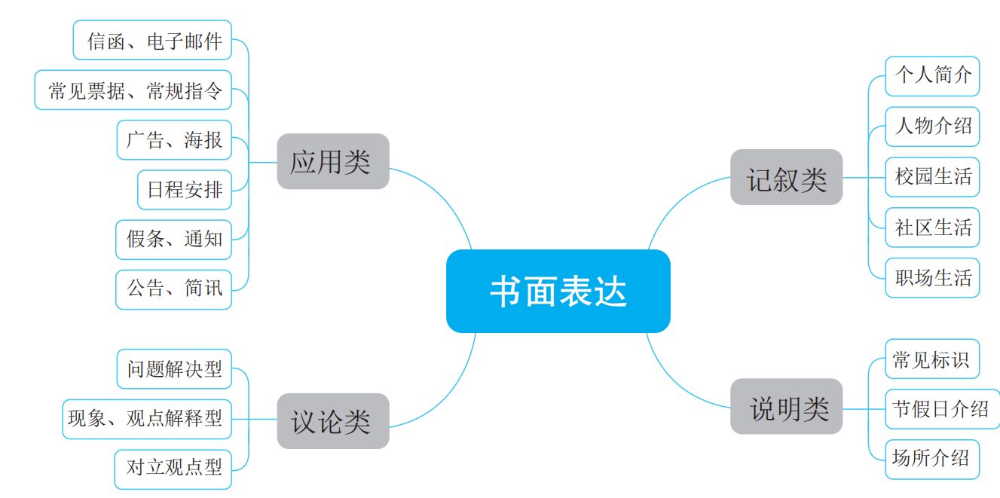 书面表达
应用类
信函、电子邮件
常见票据、常规指令
广告、海报
日程安排
假条、通知
公告、简讯
议论类
问题解决型
现象、观点解释型
对立观点型
记叙类
个人简介
人物介绍
校园生活
社区生活
职场生活
说明类
常见标识
节假日介绍
场所介绍